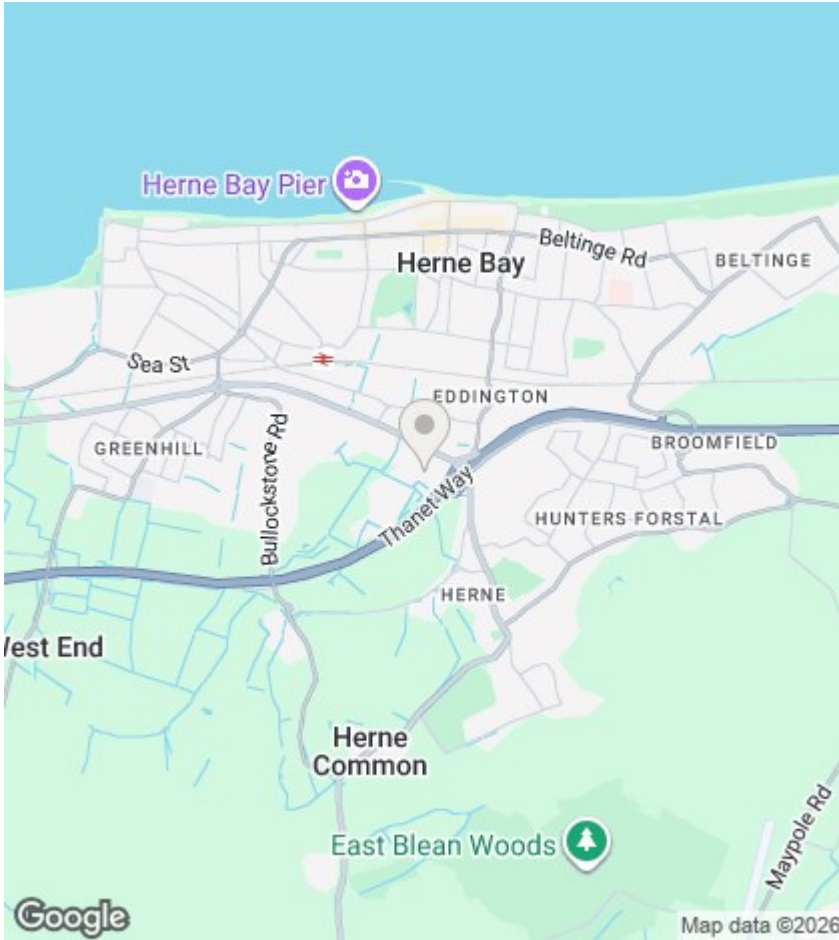 Herne Bay Pier
Beltinge Rd
Herne Bay
BELTINGE
Sea St
EDDINGTON
GREENHILL
Bullockstone Rd
BROOMFIELD
Thanet Way
HUNTERS FORSTAL
HERNE
West End
Herne
Common
East Blean Woods
Maypole Rd
Google
Map data ©2026